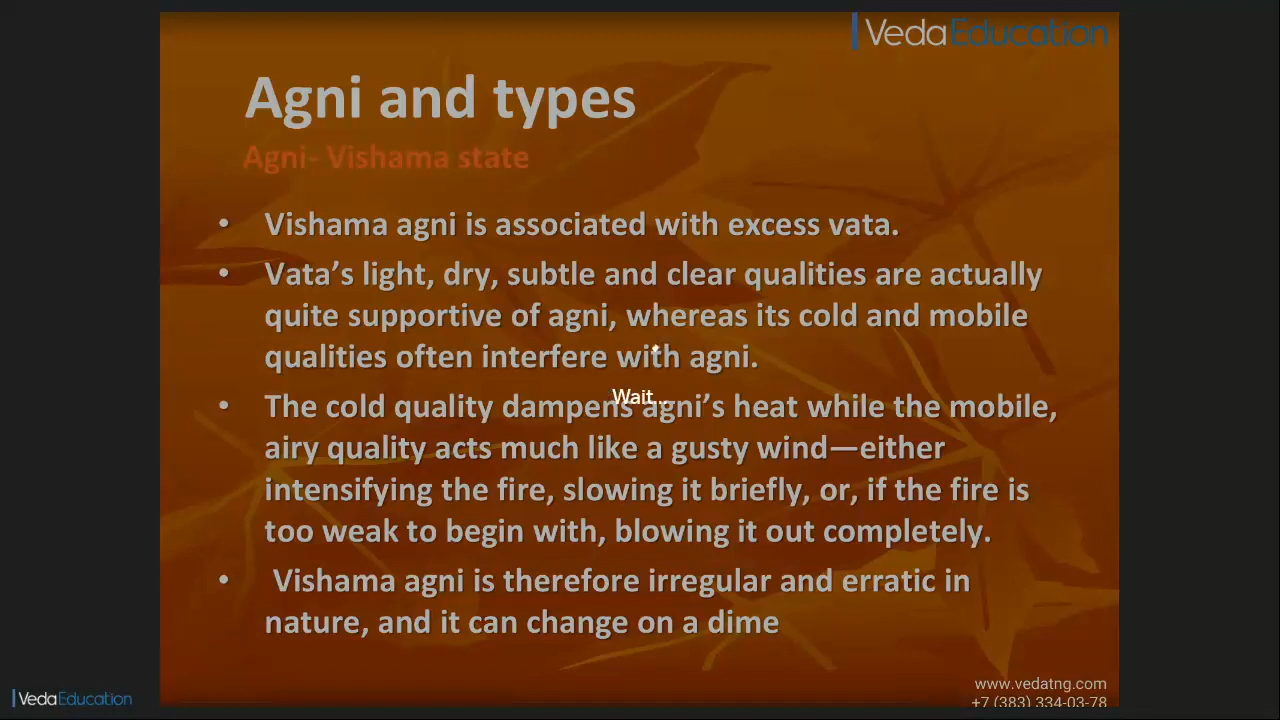 VedaEducation
Agni and types
Agni- Vishama state
• Vishama agni is associated with excess vata.
• Vata’s light, dry, subtle and clear qualities are actually
quite supportive of agni, whereas its cold and mobile
qualities often interfere with agni.
Wait...
• The cold quality dampens agni’s heat while the mobile,
airy quality acts much like a gusty wind—either
intensifying the fire, slowing it briefly, or, if the fire is
too weak to begin with, blowing it out completely.
• Vishama agni is therefore irregular and erratic in
nature, and it can change on a dime
www.vedatng.com
+7 (383) 334-03-78
VedaEducation